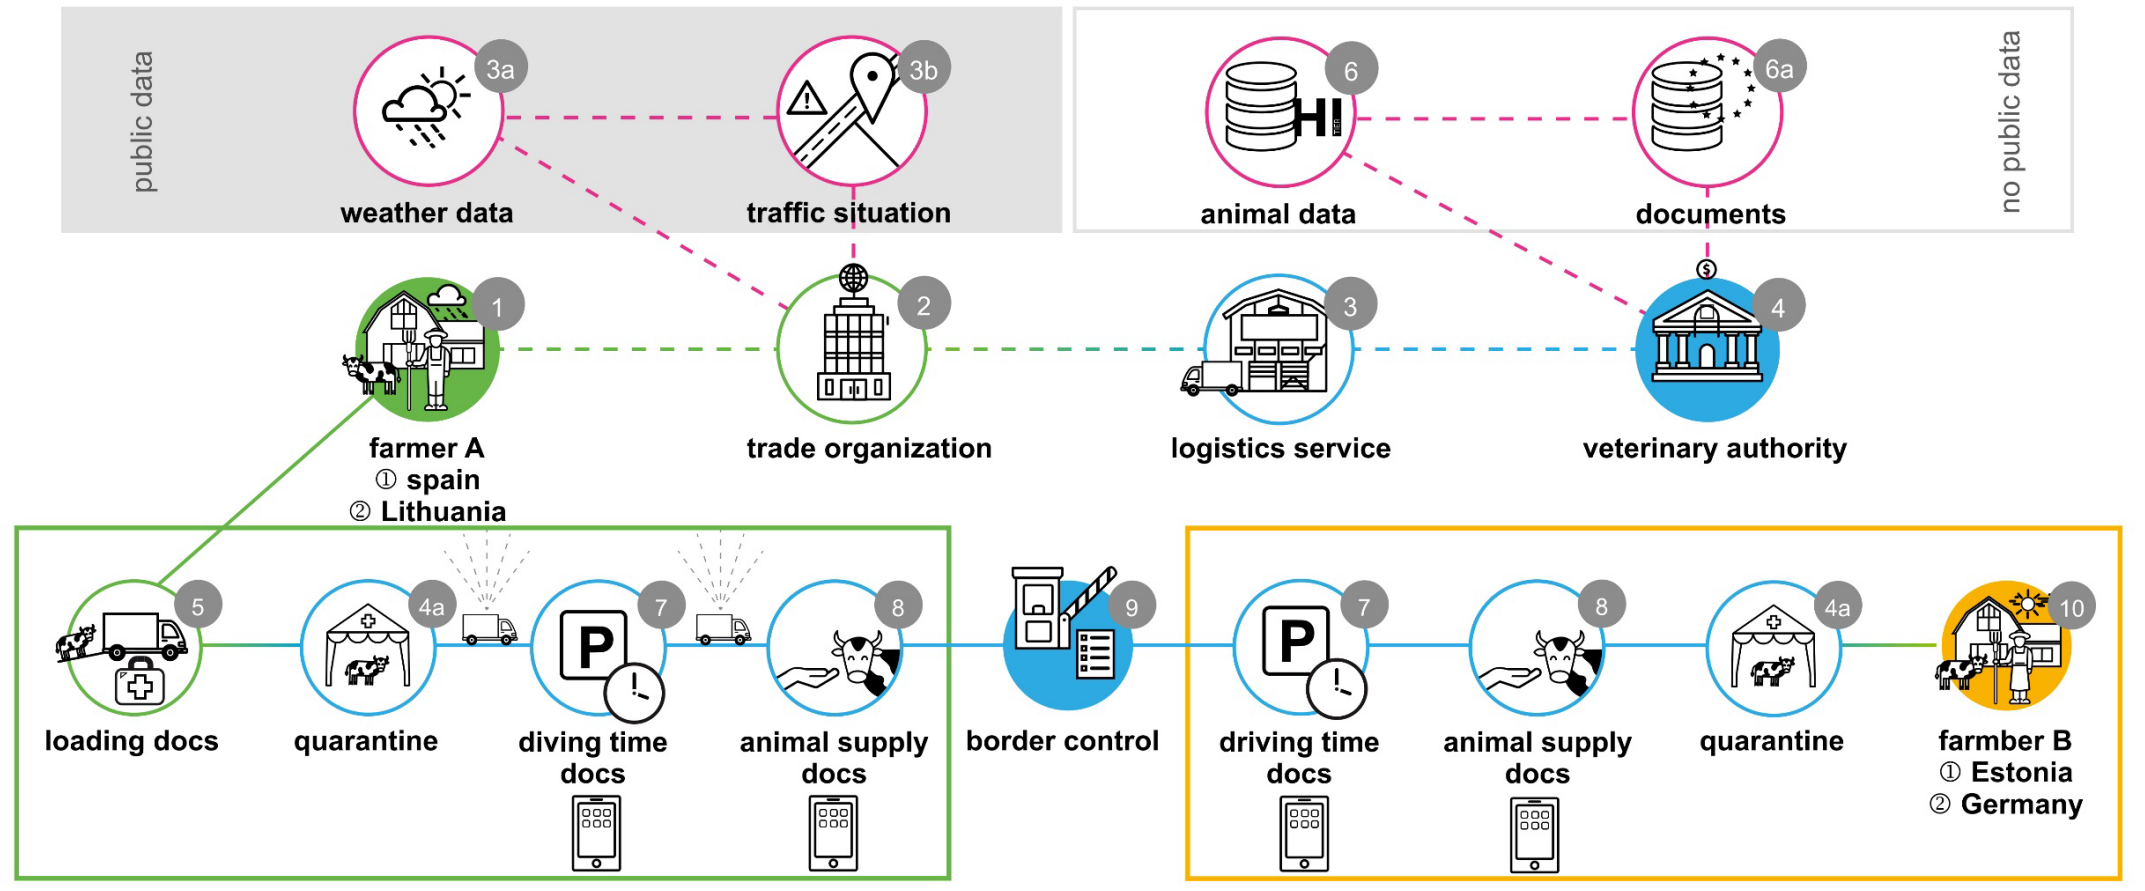 public data
3a
weather data
3b
traffic situation
6
HI
TIER
animal data
6a
documents
no public data
1
farmer A
① spain
② Lithuania
2
trade organization
3
logistics service
$
4
veterinary authority
5
loading docs
4a
quarantine
P
7
diving time
docs
8
animal supply
docs
9
border control
P
7
driving time
docs
8
animal supply
docs
4a
quarantine
10
farmber B
① Estonia
② Germany